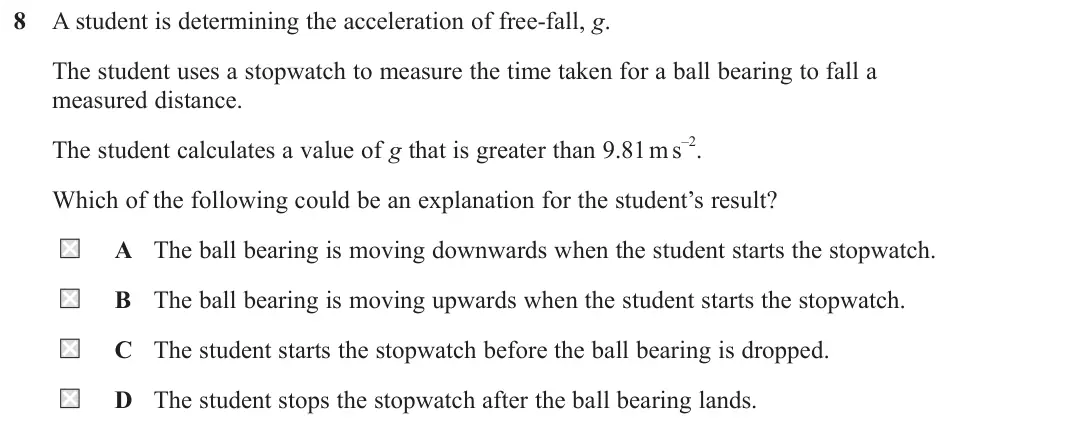 8 A student is determining the acceleration of free-fall, g.
The student uses a stopwatch to measure the time taken for a ball bearing to fall a
measured distance.
The student calculates a value of g that is greater than 9.81 m s⁻².
Which of the following could be an explanation for the student's result?
A The ball bearing is moving downwards when the student starts the stopwatch.
B The ball bearing is moving upwards when the student starts the stopwatch.
C The student starts the stopwatch before the ball bearing is dropped.
D The student stops the stopwatch after the ball bearing lands.